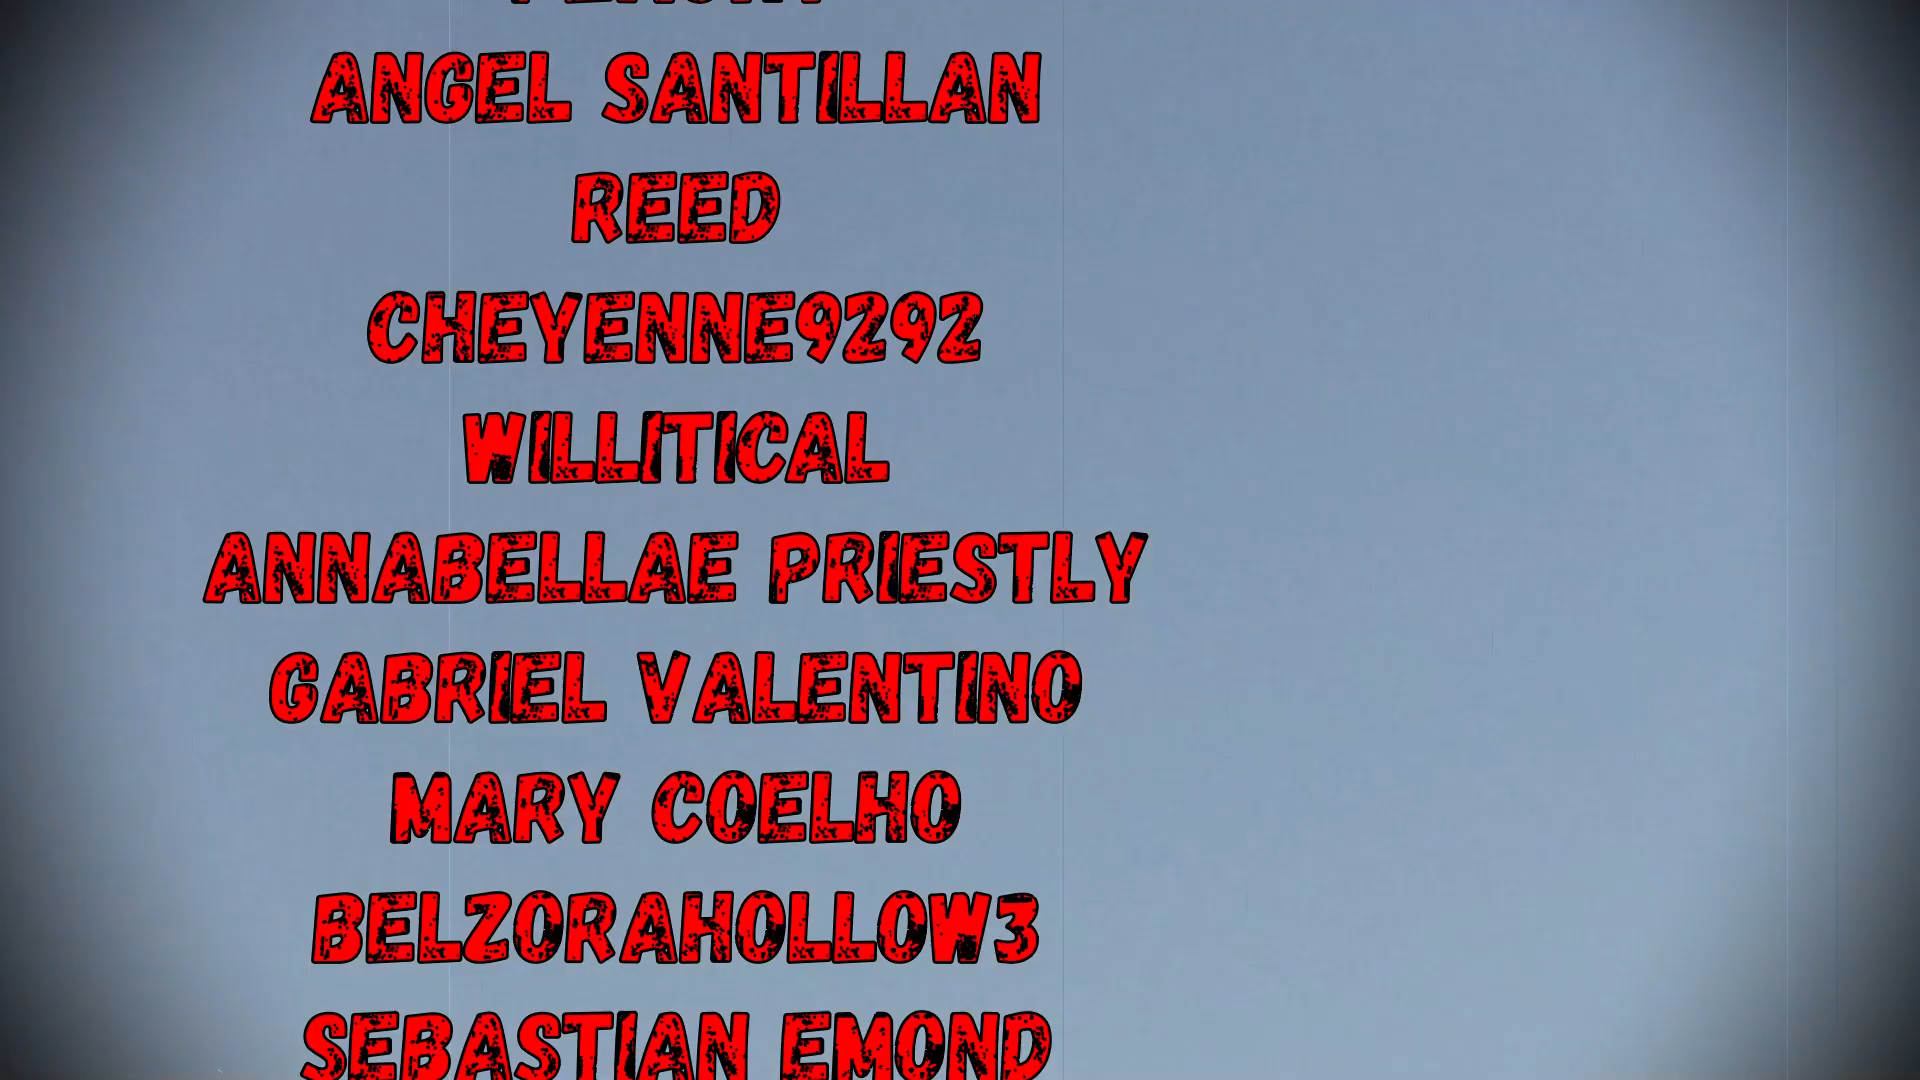 ANGEL SANTILLAN
REED
CHEYENNE9292
WILLITICAL
ANNABELLAE PRIESTLY
GABRIEL VALENTINO
MARY COELHO
BELZORAHOLLOW3
SEBASTIAN EMOND